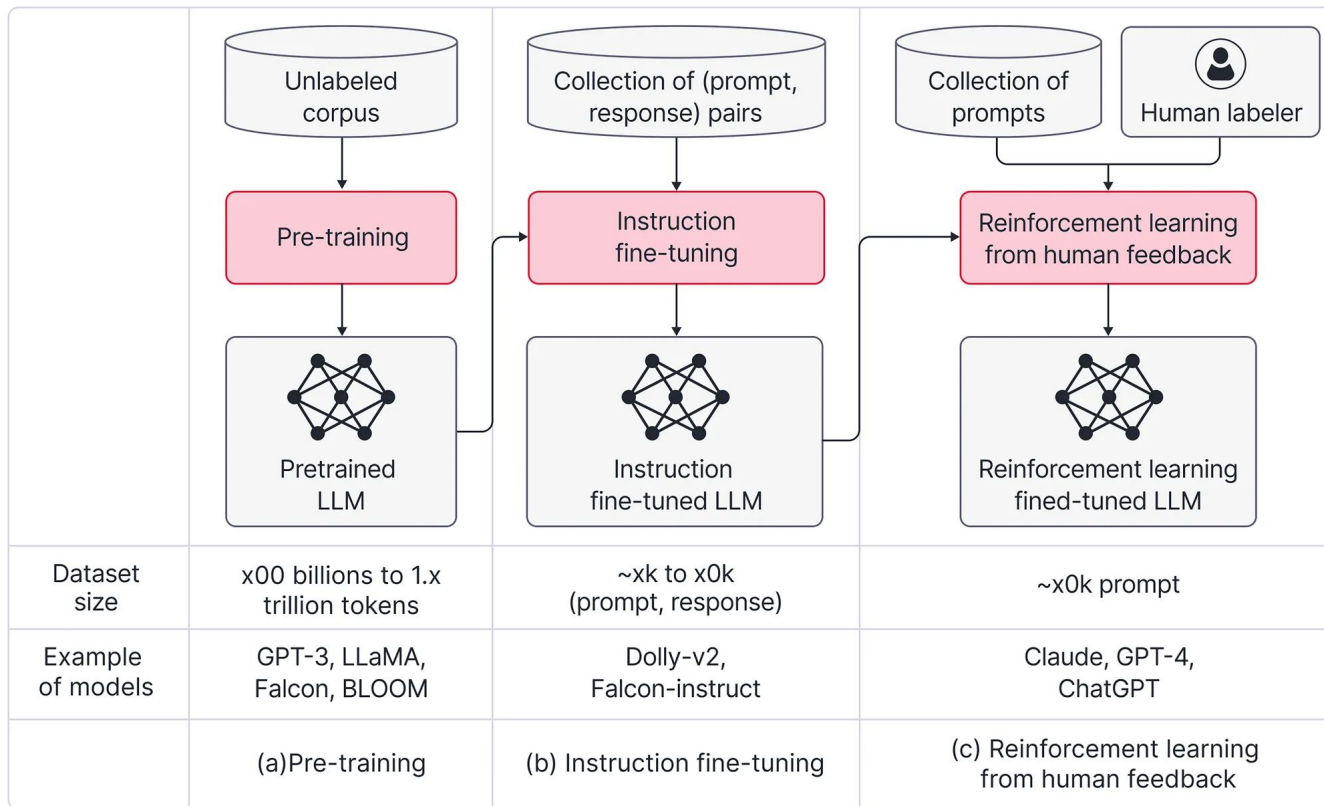 Unlabeled
corpus
Collection of (prompt,
response) pairs
Collection of
prompts
Human labeler
Pre-training
Instruction
fine-tuning
Reinforcement learning
from human feedback
Pretrained
LLM
Instruction
fine-tuned LLM
Reinforcement learning
fined-tuned LLM
Dataset
size
x00 billions to 1.x
trillion tokens
~xk to x0k
(prompt, response)
~x0k prompt
Example
of models
GPT-3, LLaMA,
Falcon, BLOOM
Dolly-v2,
Falcon-instruct
Claude, GPT-4,
ChatGPT
(a)Pre-training
(b) Instruction fine-tuning
(c) Reinforcement learning
from human feedback